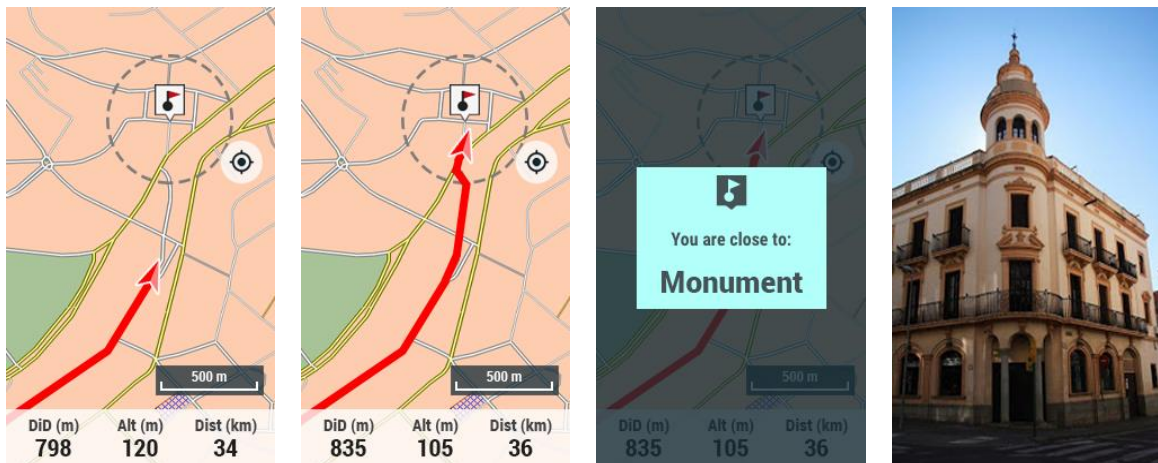 500 m
DiD (m) Alt (m) Dist (km)
798 120 34
500 m
DiD (m) Alt (m) Dist (km)
835 105 36
You are close to:
Monument
500 m
DiD (m) Alt (m) Dist (km)
835 105 36